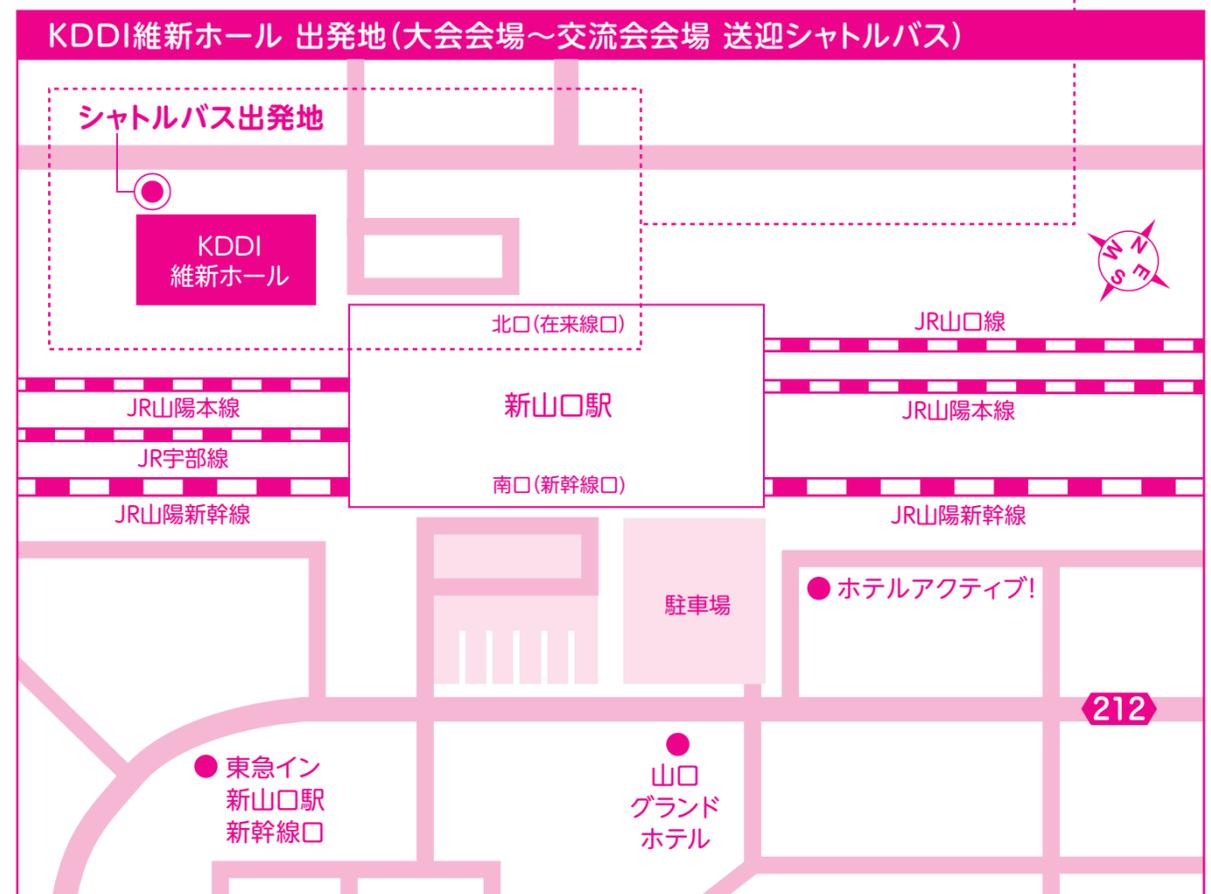 KDDI維新ホール 出発地(大会会場～交流会会場 送迎シャトルバス)
シャトルバス出発地
KDDI
維新ホール
N
W
E
S
北口(在来線口)
JR山口線
新山口駅
JR山陽本線
JR山陽本線
JR宇部線
南口(新幹線口)
JR山陽新幹線
JR山陽新幹線
ホテルアクティブ!
駐車場
212
東急イン
新山口駅
新幹線口
山口
グランド
ホテル